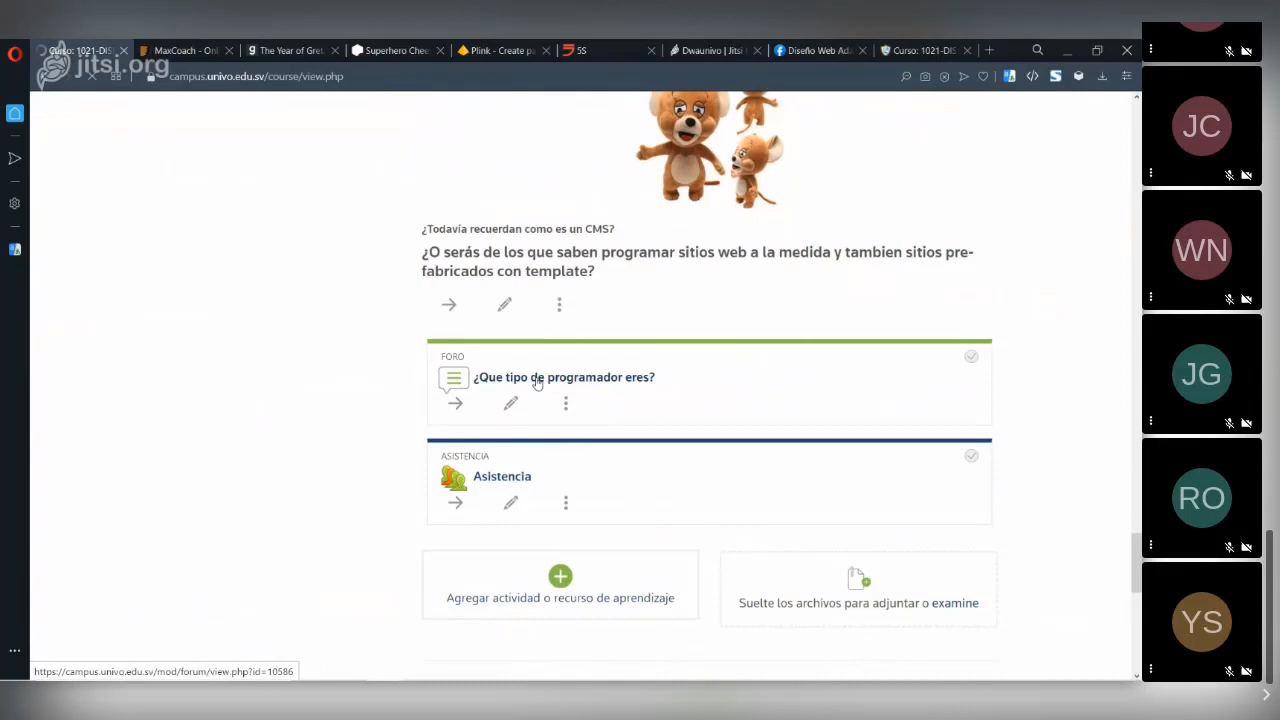 Curso: 1021-DIS
MaxCoach - Onl
The Year of Gret
Superhero Chee
Plink - Create pa
5S
Dwaunivo | Jitsi
Diseño Web Ada
Curso: 1021-DIS
jitsi.org
campus.univo.edu.sv/course/view.php
¿Todavía recuerdan como es un CMS?
¿O serás de los que saben programar sitios web a la medida y tambien sitios pre-
fabricados con template?
FORO
¿Que tipo de programador eres?
ASISTENCIA
Asistencia
Agregar actividad o recurso de aprendizaje
Suelte los archivos para adjuntar o examine
https://campus.univo.edu.sv/mod/forum/view.php?id=10586
JC
WN
JG
RO
YS